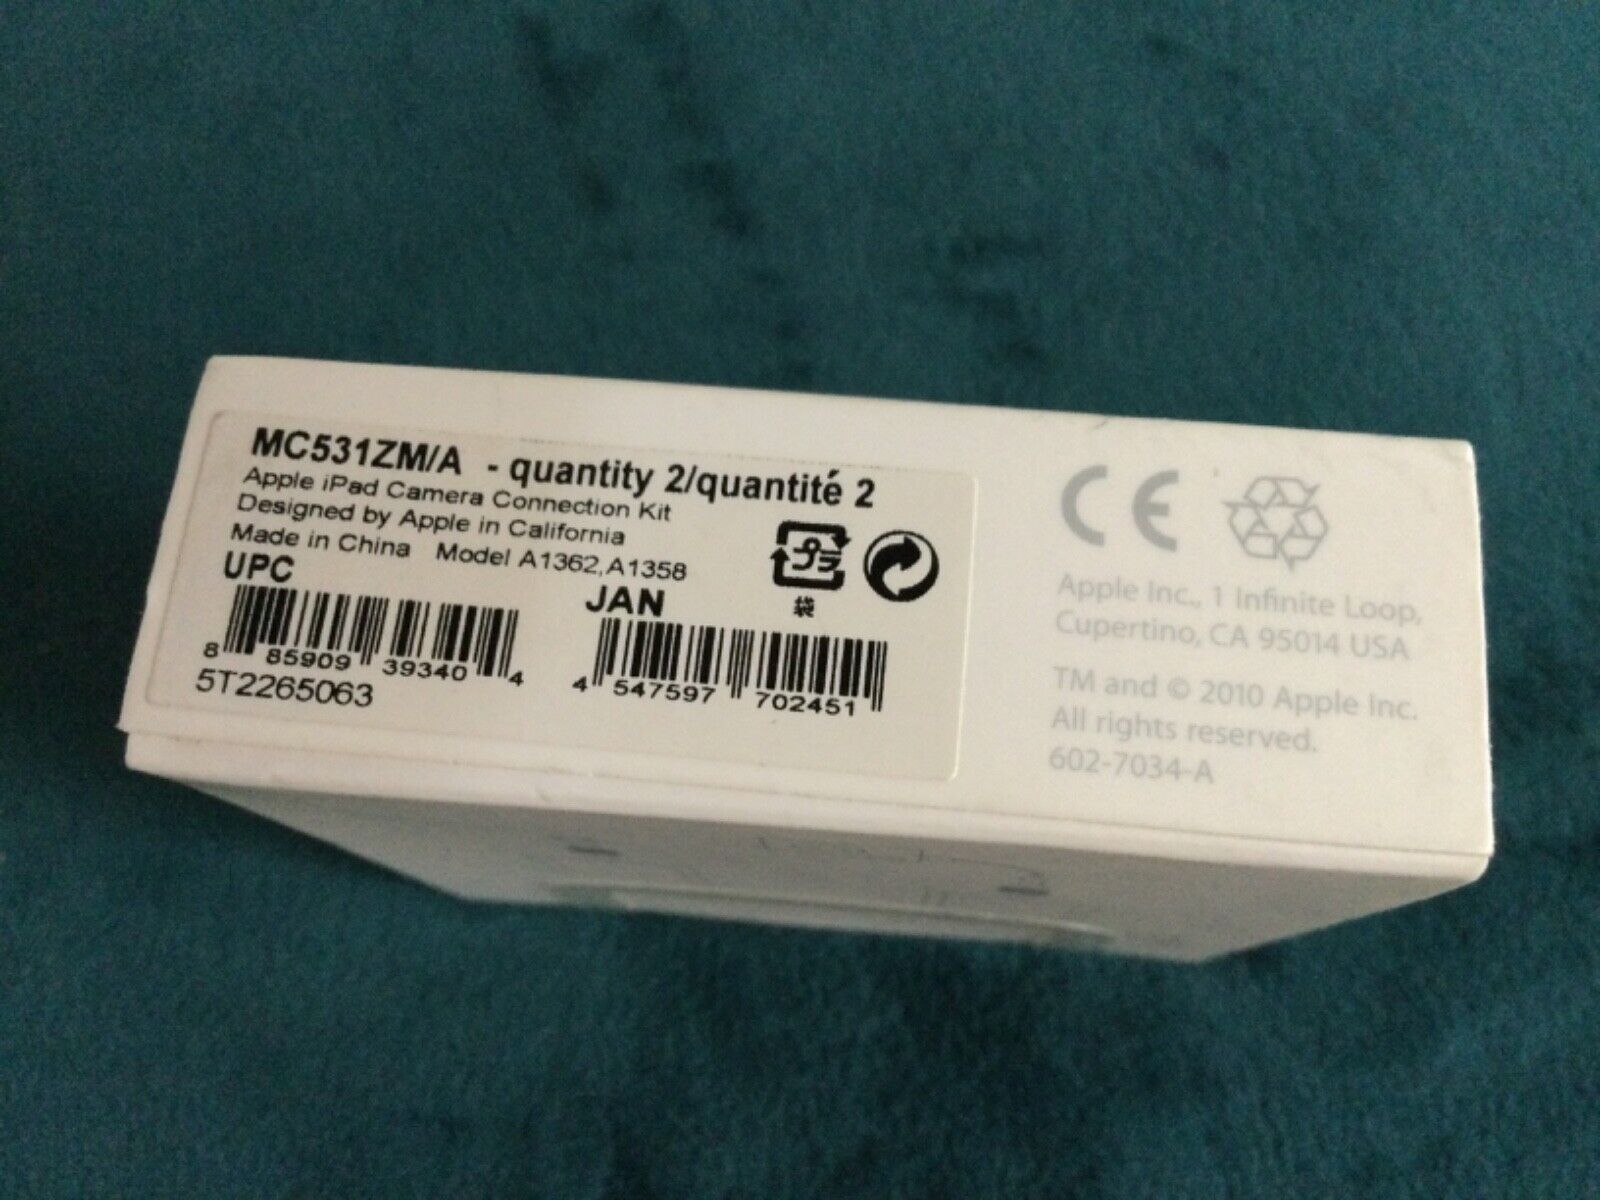 MC531ZM/A - quantity 2/quantité 2
Apple iPad Camera Connection Kit
Designed by Apple in California
Made in China Model A1362,A1358
プラ
袋
UPC
8 85909 39340 4
5T2265063
JAN
4 547597 702451
CE
Apple Inc., 1 Infinite Loop,
Cupertino, CA 95014 USA
TM and © 2010 Apple Inc.
All rights reserved.
602-7034-A